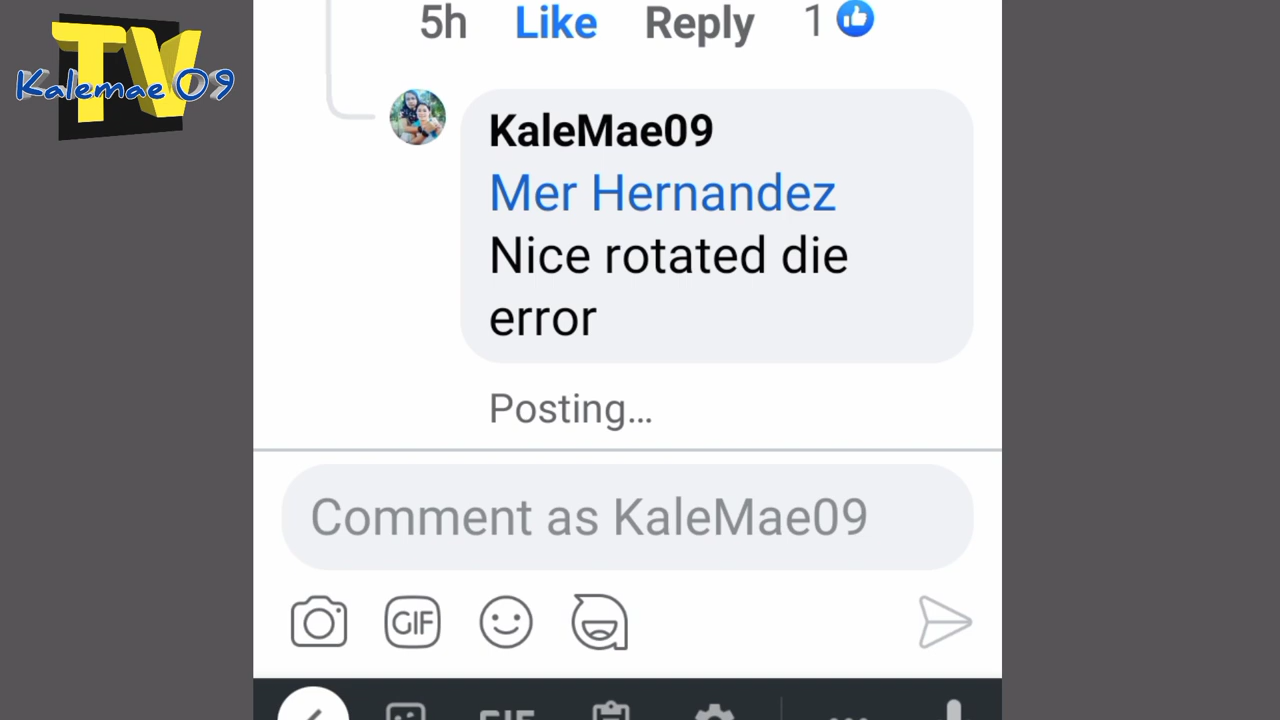 TV
Kalemae 09
5h Like Reply 1
KaleMae09
Mer Hernandez
Nice rotated die
error
Posting...
Comment as KaleMae09
GIF
GIF